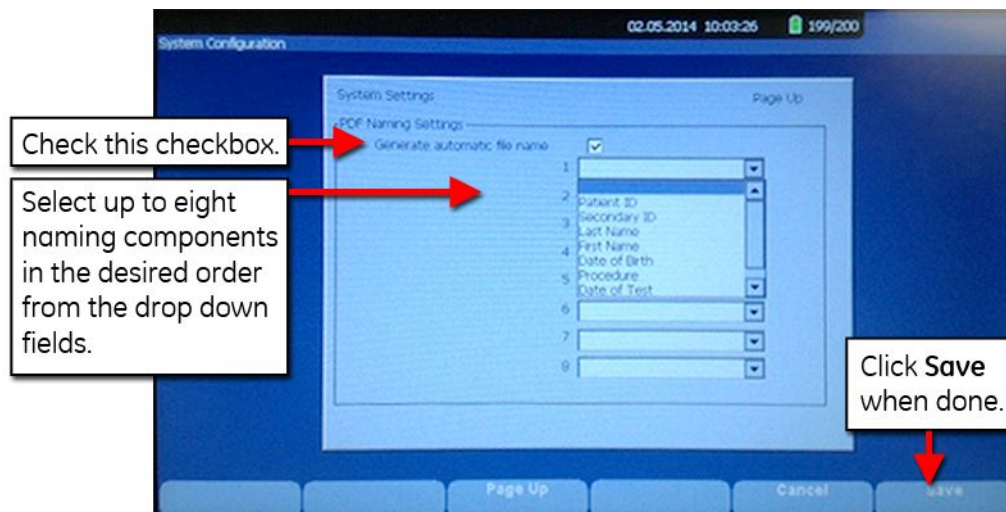 02.05.2014 10:03:26 199/200
System Configuration
System Settings
Page Up
PDF Naming Settings
Generate automatic file name
1
2
3
4
5
6
7
8
Patient ID
Secondary ID
Last Name
First Name
Date of Birth
Procedure
Date of Test
Page Up
Cancel
Save
Check this checkbox.
Select up to eight
naming components
in the desired order
from the drop down
fields.
Click Save
when done.